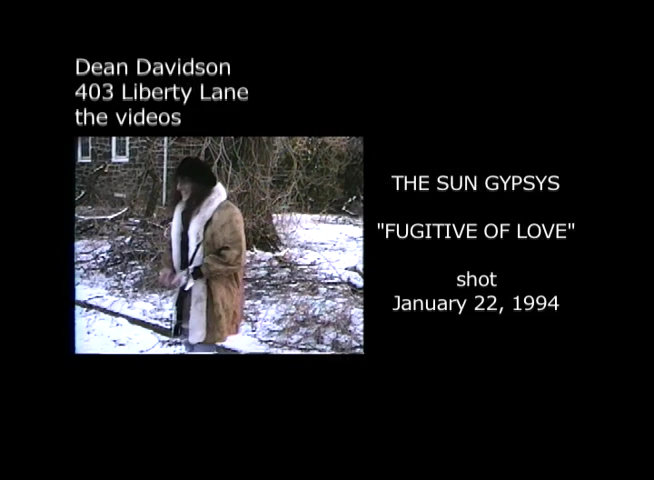 Dean Davidson
403 Liberty Lane
the videos
THE SUN GYPSYS
"FUGITIVE OF LOVE"
shot
January 22, 1994